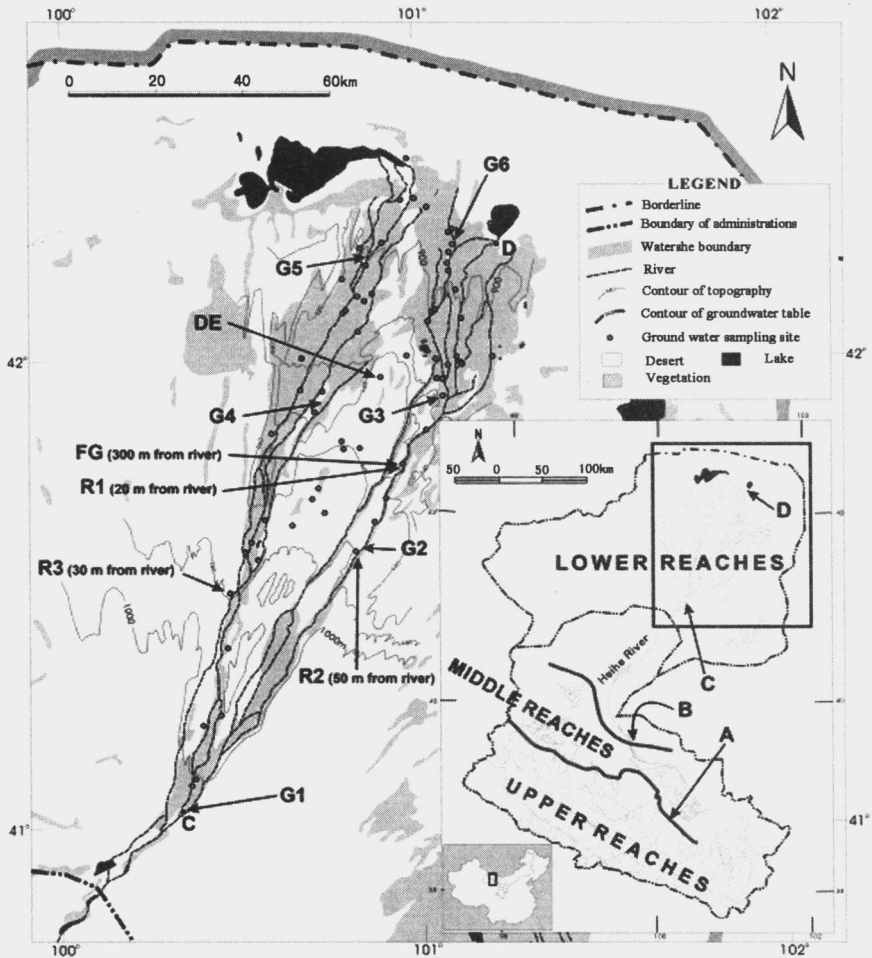 100°
101°
102°
0
20
40
60km
N
G6
LEGEND
Borderline
Boundary of administrations
Watershe boundary
River
Contour of topography
Contour of groundwater table
Ground water sampling site
Desert
Lake
Vegetation
D
G5
900
900
DE
42°
42°
G4
G3
FG (300 m from river)
R1 (20 m from river)
N
50
0
50
100km
D
G2
LOWER REACHES
R3 (30 m from river)
1000
1000m
Heihe River
R2 (50 m from river)
C
MIDDLE REACHES
B
A
G1
C
UPPER REACHES
41°
41°
100°
101°
102°